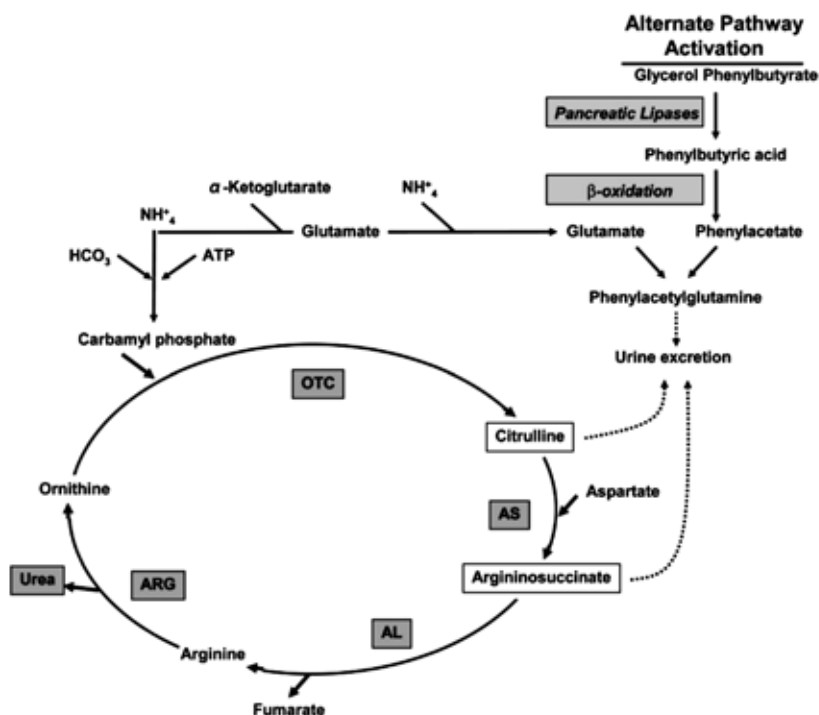 Alternate Pathway
Activation
Glycerol Phenylbutyrate
Pancreatic Lipases
Phenylbutyric acid
α-Ketoglutarate
NH⁺₄
β-oxidation
NH⁺₄
Glutamate
Glutamate
Phenylacetate
HCO₃
ATP
Phenylacetylglutamine
Carbamyl phosphate
Urine excretion
OTC
Citrulline
Ornithine
Aspartate
AS
Urea
ARG
Argininosuccinate
AL
Arginine
Fumarate